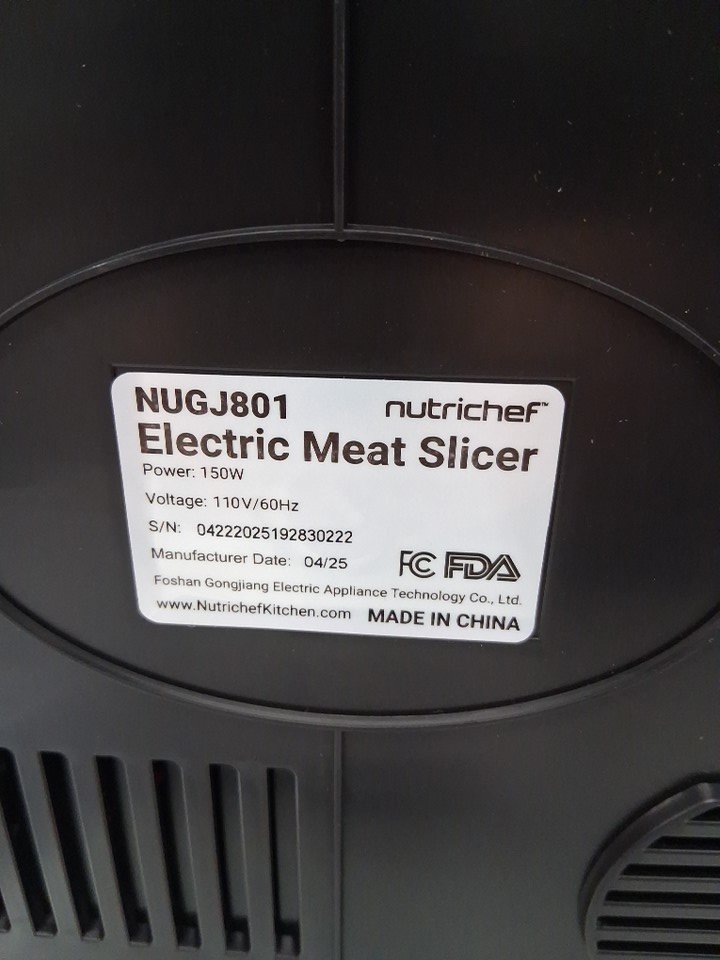 NUGJ801 nutrichef™
Electric Meat Slicer
Power: 150W
Voltage: 110V/60Hz
S/N: 04222025192830222
Manufacturer Date: 04/25 FC FDA
Foshan Gongjiang Electric Appliance Technology Co., Ltd.
www.NutrichefKitchen.com MADE IN CHINA